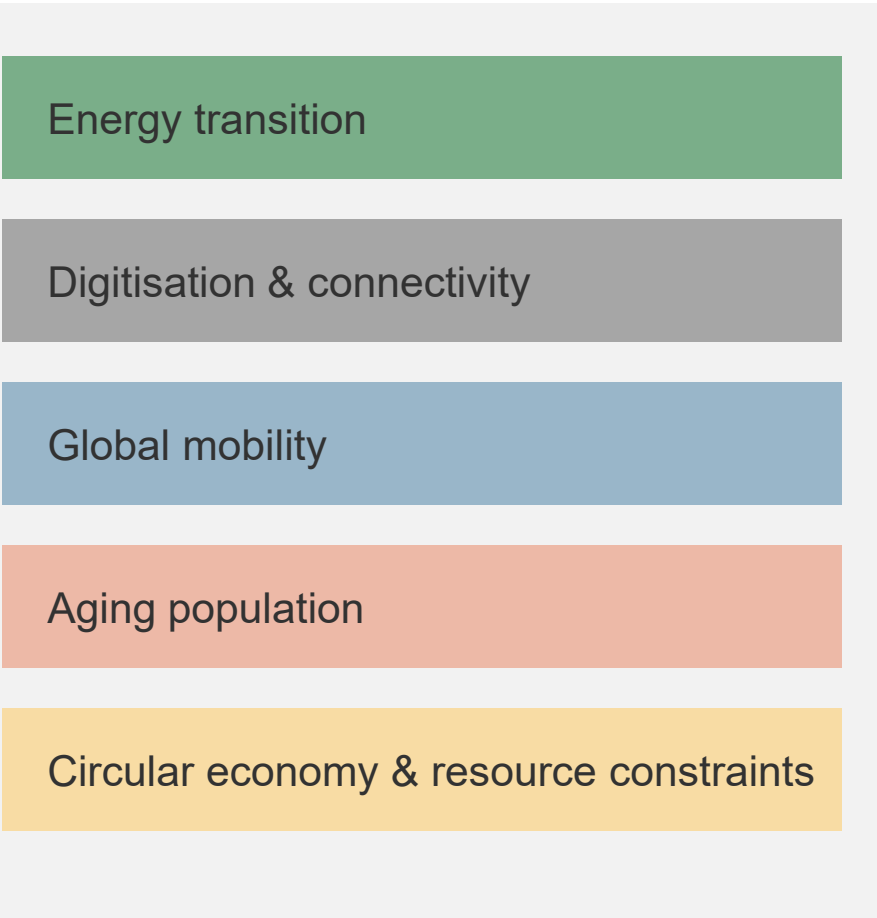 Energy transition
Digitisation & connectivity
Global mobility
Aging population
Circular economy & resource constraints